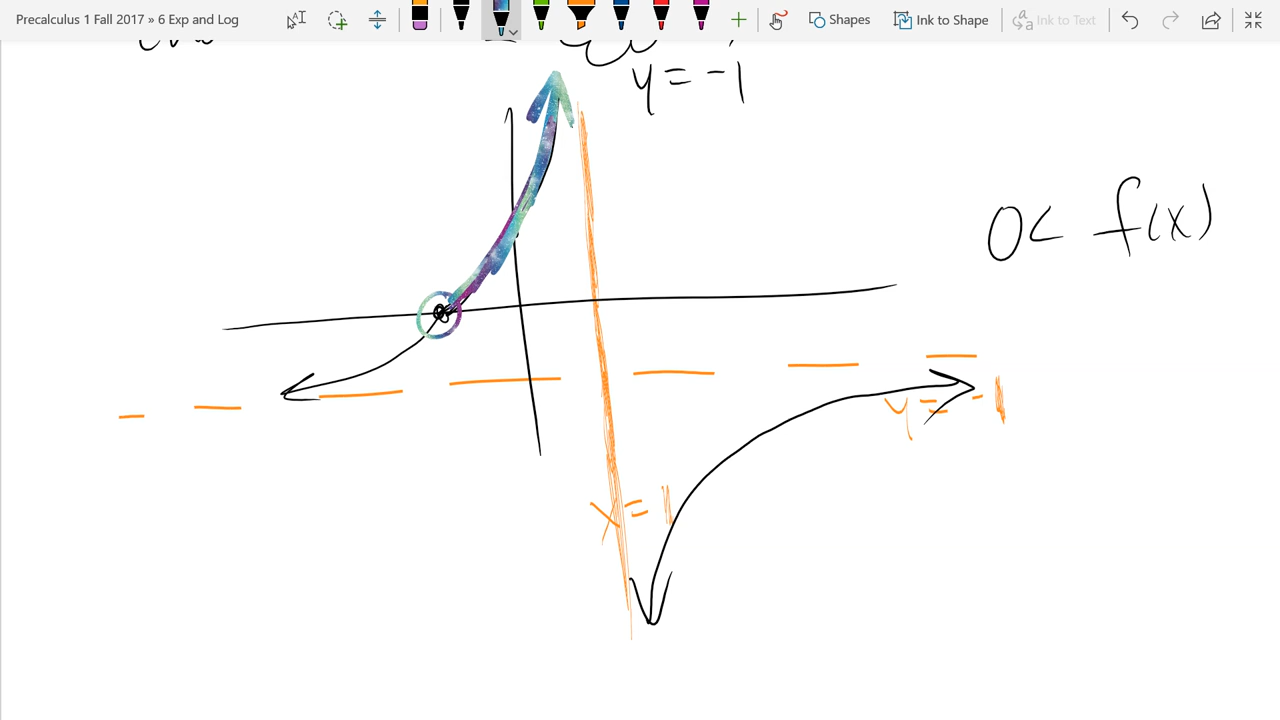 Precalculus 1 Fall 2017 » 6 Exp and Log
Shapes
Ink to Shape
Ink to Text
y = -1
0 < f(x)
y = -1
x = 1